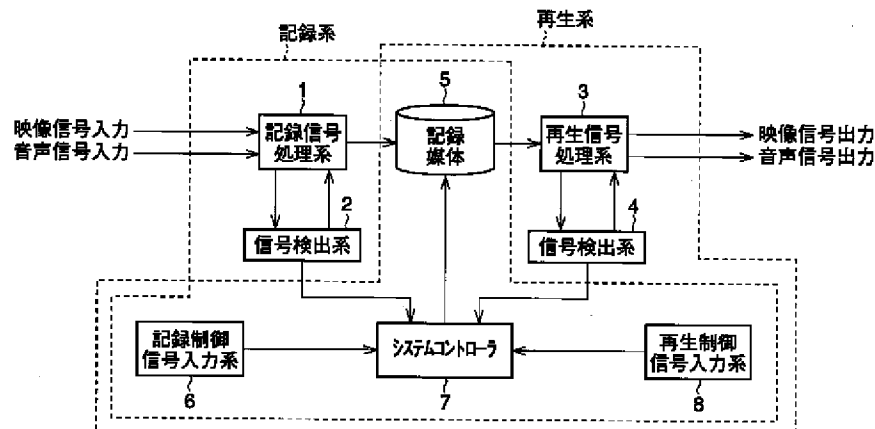 再生系
記録系
1
5
3
映像信号入力
音声信号入力
記録信号
処理系
記録
媒体
再生信号
処理系
映像信号出力
音声信号出力
2
信号検出系
4
信号検出系
記録制御
信号入力系
システムコントローラ
再生制御
信号入力系
6
7
8